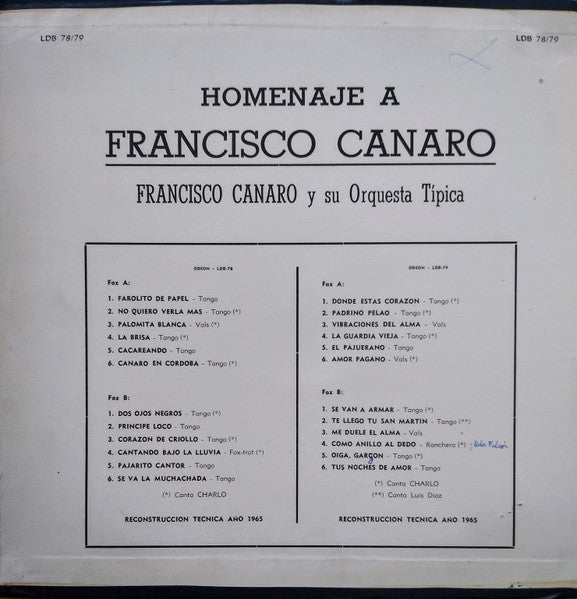 LDB 78/79
LDB 78/79
HOMENAJE A
FRANCISCO CANARO
FRANCISCO CANARO y su Orquesta Típica
ODEON - LDB-78
Faz A:
1. FAROLITO DE PAPEL - Tango
2. NO QUIERO VERLA MAS - Tango (*)
3. PALOMITA BLANCA - Vals (*)
4. LA BRISA - Tango (*)
5. CACAREANDO - Tango
6. CANARO EN CORDOBA - Tango (*)
Faz B:
1. DOS OJOS NEGROS - Tango (*)
2. PRINCIPE LOCO - Tango
3. CORAZON DE CRIOLLO - Tango (*)
4. CANTANDO BAJO LA LLUVIA - Fox-trot (*)
5. PAJARITO CANTOR - Tango
6. SE VA LA MUCHACHADA - Tango
(*) Canta CHARLO
RECONSTRUCCION TECNICA AÑO 1965
ODEON - LDB-79
Faz A:
1. DONDE ESTAS CORAZON - Tango (*)
2. PADRINO PELAO - Tango (*)
3. VIBRACIONES DEL ALMA - Vals
4. LA GUARDIA VIEJA - Tango (*)
5. EL PAJUERANO - Tango
6. AMOR PAGANO - Vals (*)
Faz B:
1. SE VAN A ARMAR - Tango (*)
2. TE LLEGO TU SAN MARTIN - Tango (**)
3. ME DUELE EL ALMA - Vals
4. COMO ANILLO AL DEDO - Ranchera (*)
5. OIGA, GARÇON - Tango (*)
6. TUS NOCHES DE AMOR - Tango
(*) Canta CHARLO
(**) Canta Luis Díaz
RECONSTRUCCION TECNICA AÑO 1965